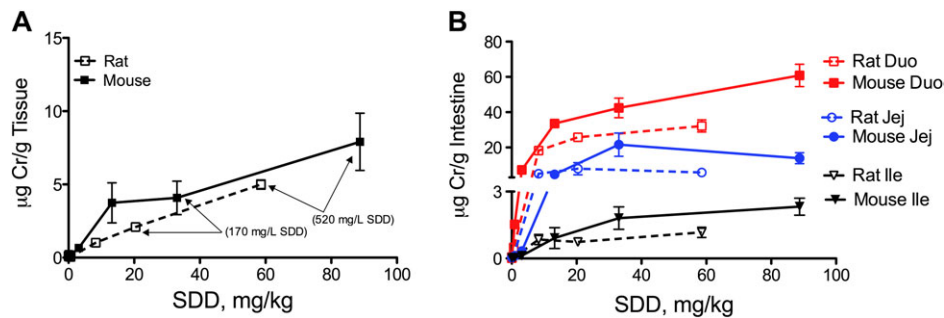 A
µg Cr/g Tissue
15
10
5
0
Rat
Mouse
(520 mg/L SDD)
(170 mg/L SDD)
0 20 40 60 80 100
SDD, mg/kg
B
µg Cr/g Intestine
80
60
40
20
3
0
0 20 40 60 80 100
SDD, mg/kg
Rat Duo
Mouse Duo
Rat Jej
Mouse Jej
Rat Ile
Mouse Ile